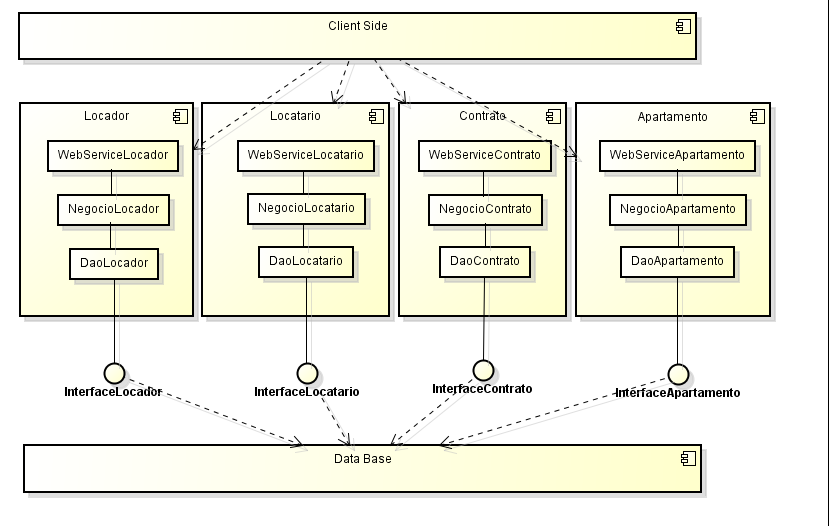 Client Side
Locador
Locatario
Contrato
Apartamento
WebServiceLocador
WebServiceLocatario
WebServiceContrato
WebServiceApartamento
NegocioLocador
NegocioLocatario
NegocioContrato
NegocioApartamento
DaoLocador
DaoLocatario
DaoContrato
DaoApartamento
InterfaceLocador
InterfaceLocatario
InterfaceContrato
InterfaceApartamento
Data Base